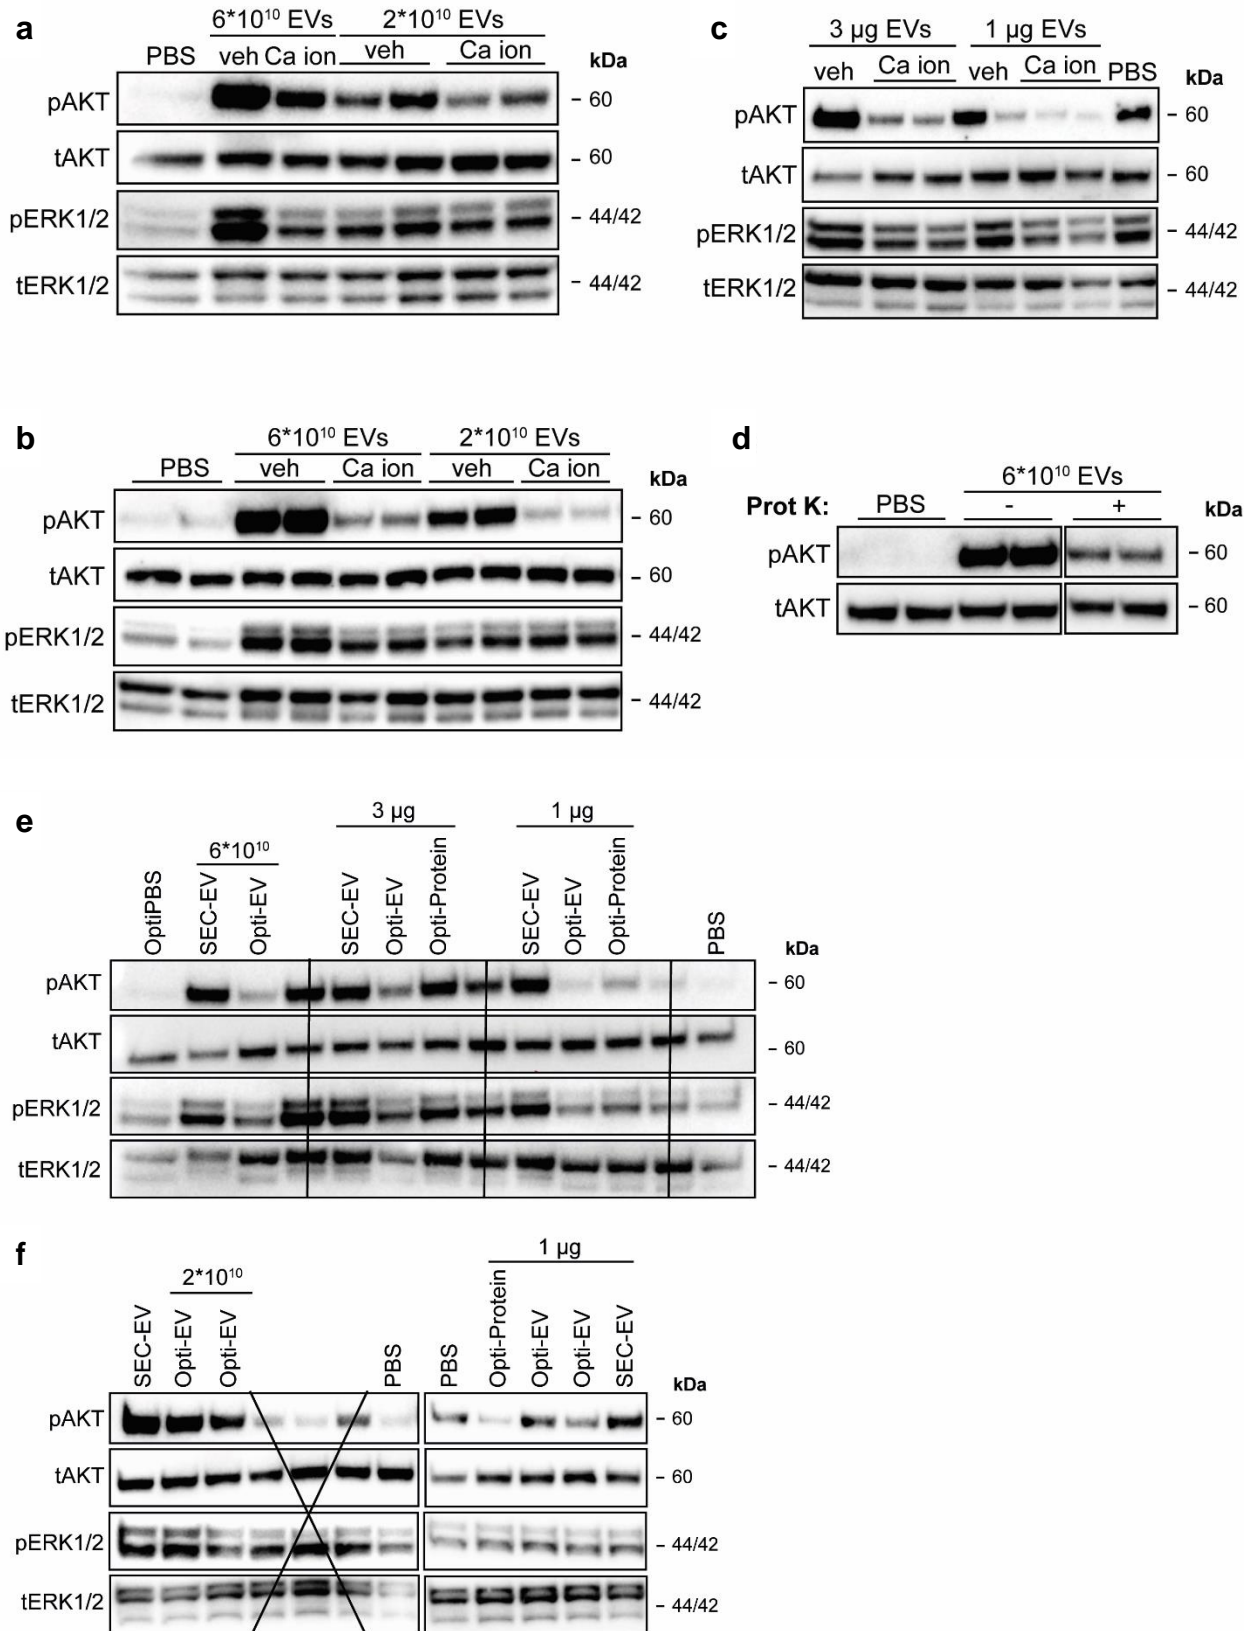 a
6*10¹⁰ EVs 2*10¹⁰ EVs
PBS veh Ca ion veh Ca ion kDa
pAKT - 60
tAKT - 60
pERK1/2 - 44/42
tERK1/2 - 44/42
c
3 µg EVs 1 µg EVs
veh Ca ion veh Ca ion PBS kDa
pAKT - 60
tAKT - 60
pERK1/2 - 44/42
tERK1/2 - 44/42
b
6*10¹⁰ EVs 2*10¹⁰ EVs
PBS veh Ca ion veh Ca ion kDa
pAKT - 60
tAKT - 60
pERK1/2 - 44/42
tERK1/2 - 44/42
d
6*10¹⁰ EVs
Prot K: PBS - + kDa
pAKT - 60
tAKT - 60
e
3 µg 1 µg
6*10¹⁰
OptiPBS SEC-EV Opti-EV SEC-EV Opti-EV Opti-Protein SEC-EV Opti-EV Opti-Protein PBS kDa
pAKT - 60
tAKT - 60
pERK1/2 - 44/42
tERK1/2 - 44/42
f
1 µg
2*10¹⁰
SEC-EV Opti-EV Opti-EV PBS PBS Opti-Protein Opti-EV Opti-EV SEC-EV kDa
pAKT - 60
tAKT - 60
pERK1/2 - 44/42
tERK1/2 - 44/42